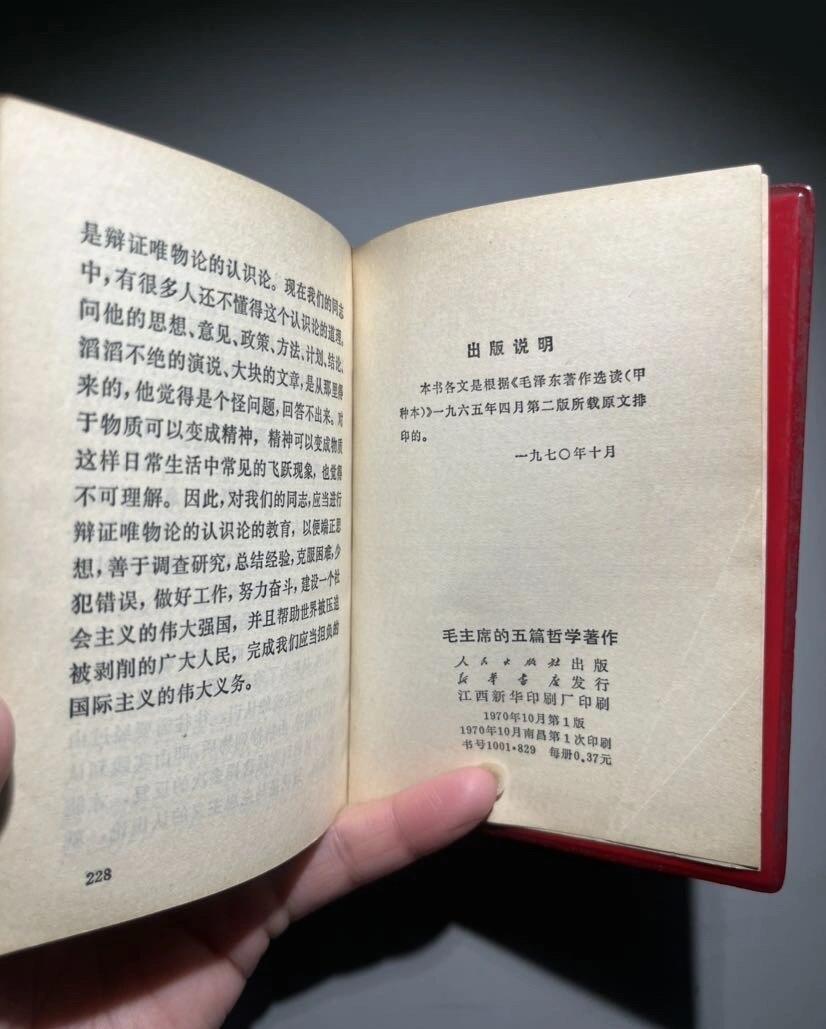 是辩证唯物论的认识论。现在我们的同志
中，有很多人还不懂得这个认识论的道理。
问他的思想、意见、政策、方法、计划、结论、
滔滔不绝的演说、大块的文章，是从那里得
来的，他觉得是个怪问题，回答不出来。对
于物质可以变成精神，精神可以变成物质
这样日常生活中常见的飞跃现象，也觉得
不可理解。因此，对我们的同志，应当进行
辩证唯物论的认识论的教育，以便端正思
想，善于调查研究，总结经验，克服困难，少
犯错误，做好工作，努力奋斗，建设一个社
会主义的伟大强国，并且帮助世界被压迫
被剥削的广大人民，完成我们应当担负的
国际主义的伟大义务。
228
出版说明
本书各文是根据《毛泽东著作选读（甲
种本）》一九六五年四月第二版所载原文排
印的。
一九七〇年十月
毛主席的五篇哲学著作
人民出版社出版
新华书店发行
江西新华印刷厂印刷
1970年10月第1版
1970年10月南昌第1次印刷
书号1001·829 每册0.37元